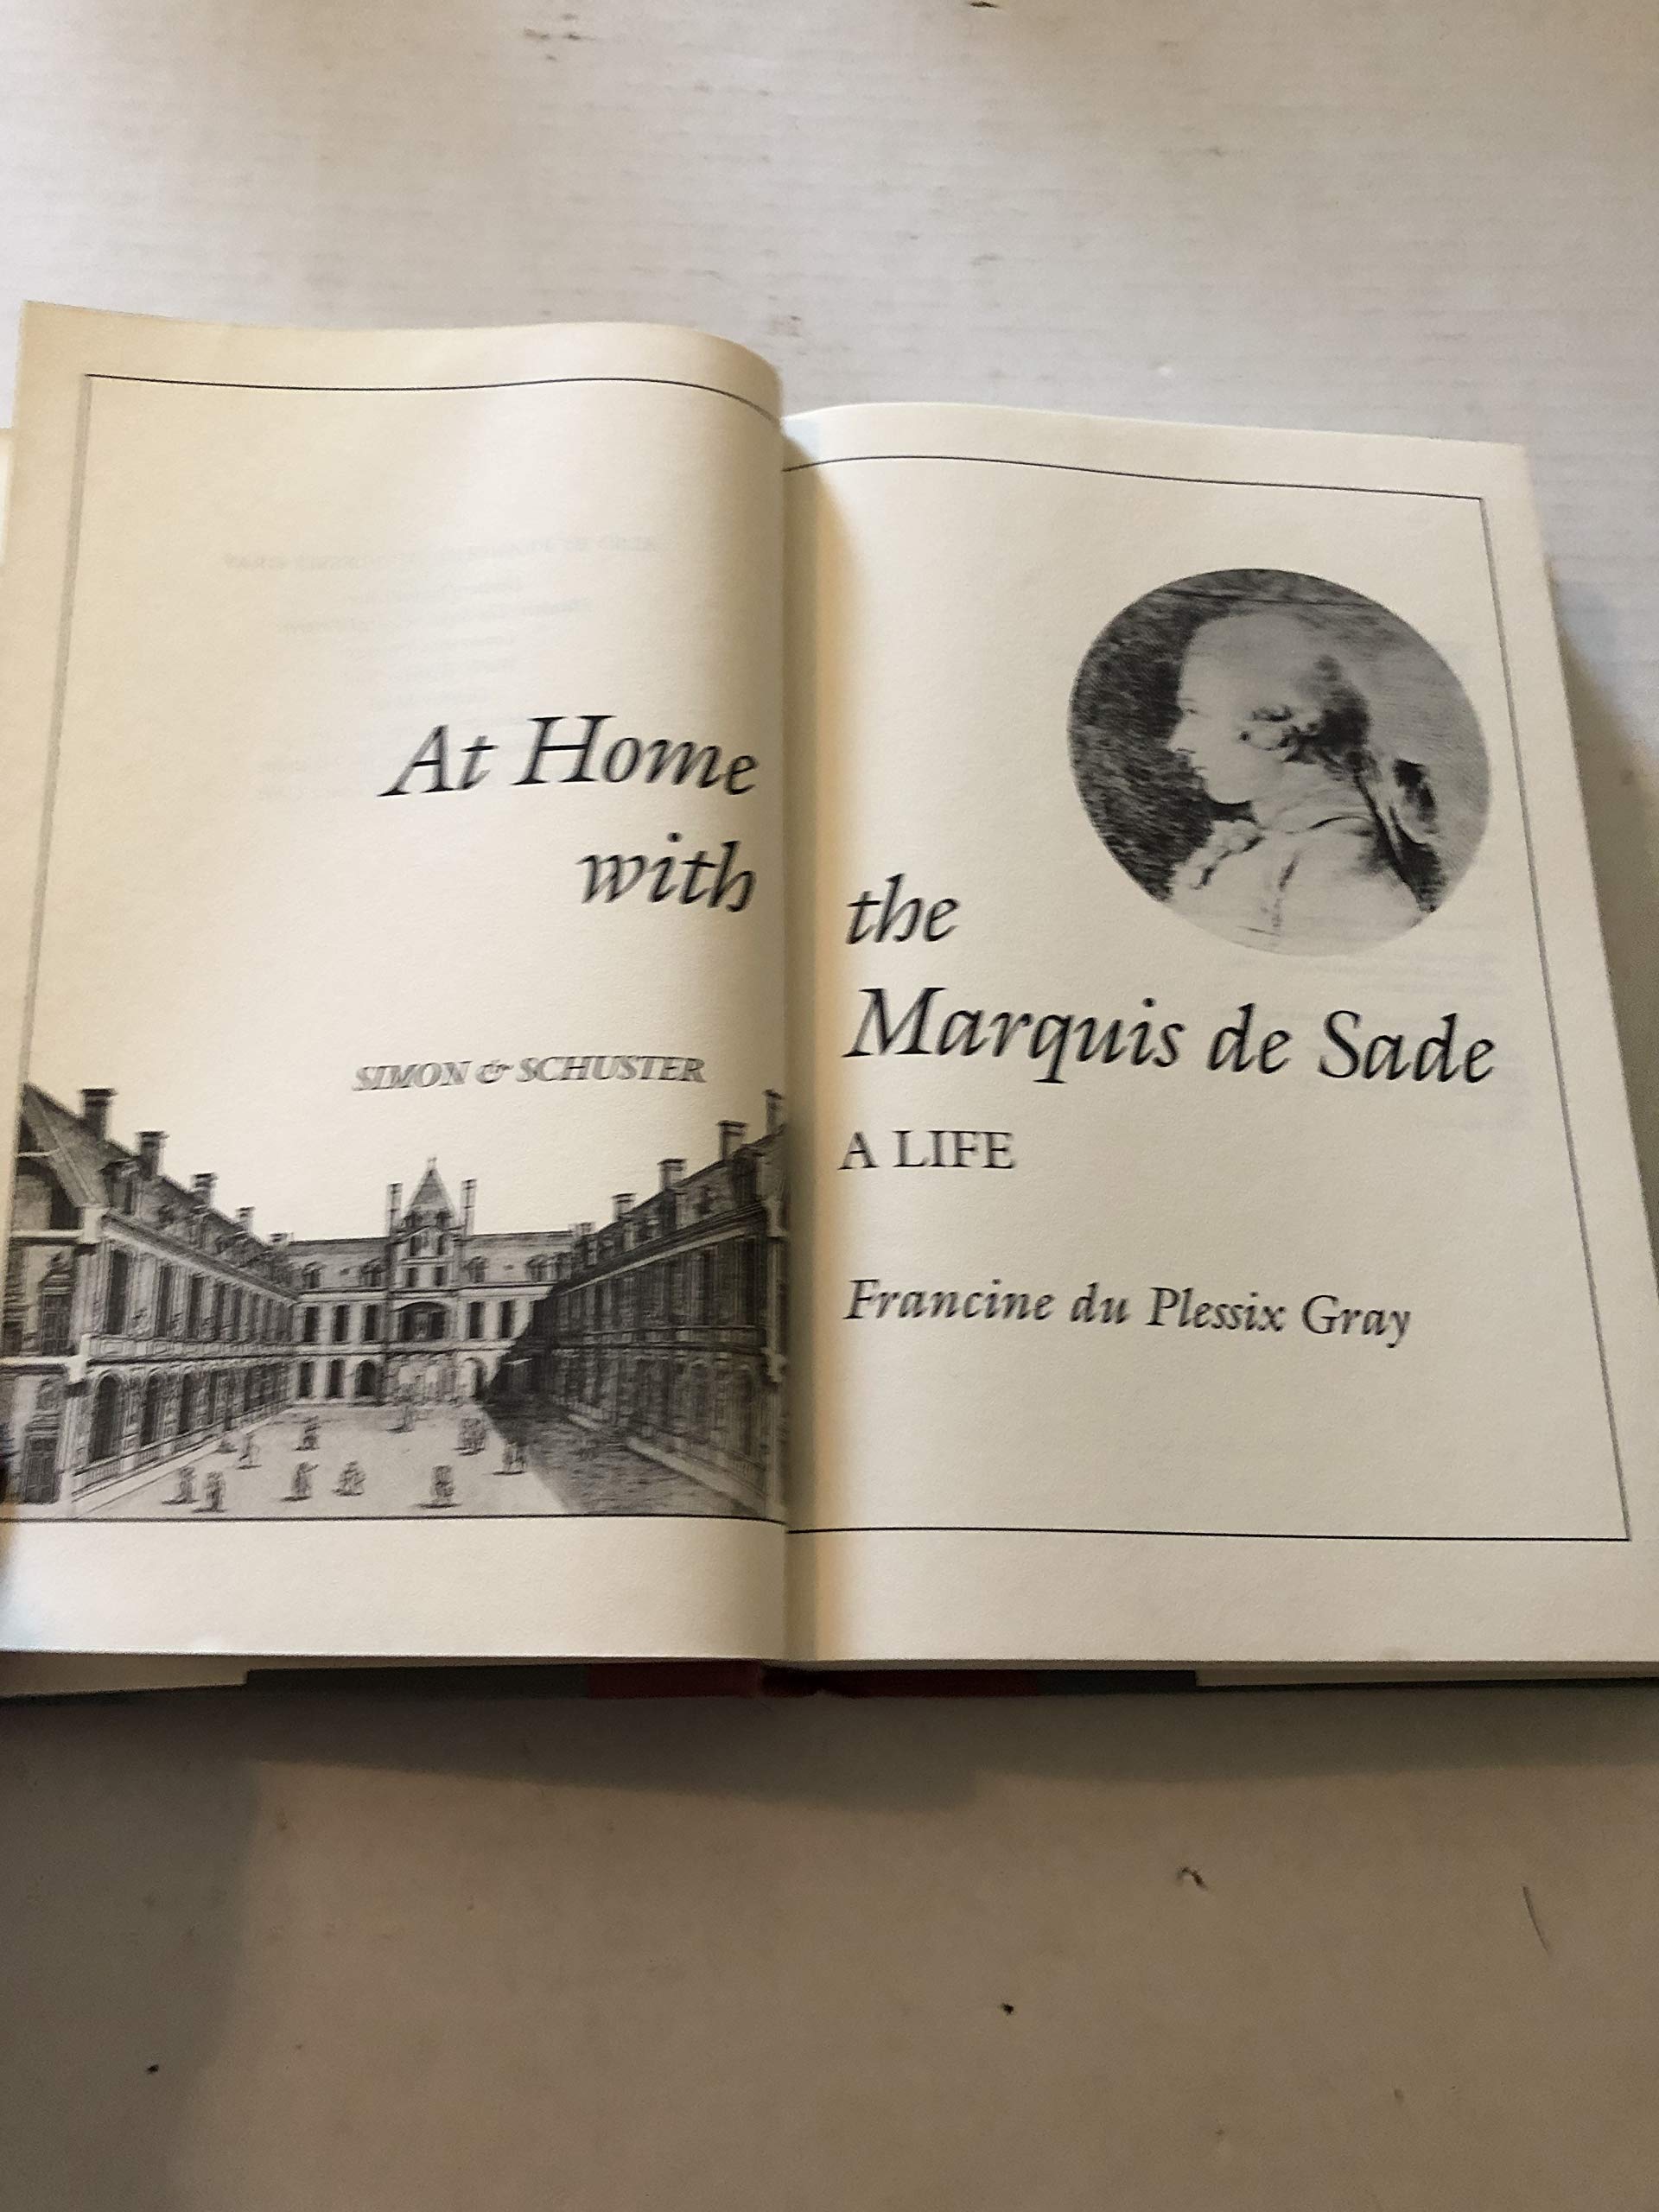 At Home
with
SIMON & SCHUSTER
the
Marquis de Sade
A LIFE
Francine du Plessix Gray